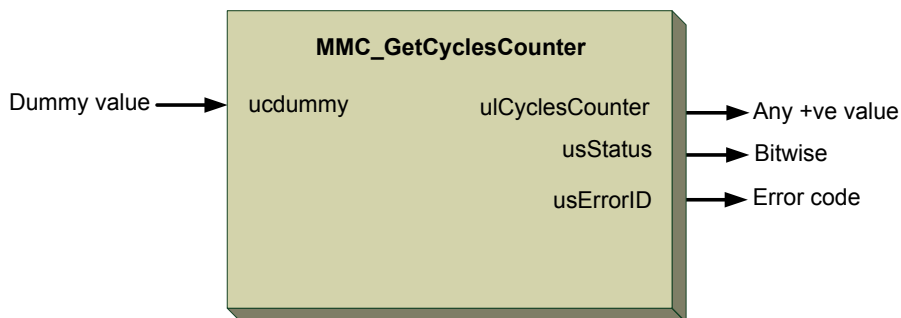 MMC_GetCyclesCounter
Dummy value ucdummy ulCyclesCounter Any +ve value
usStatus Bitwise
usErrorID Error code